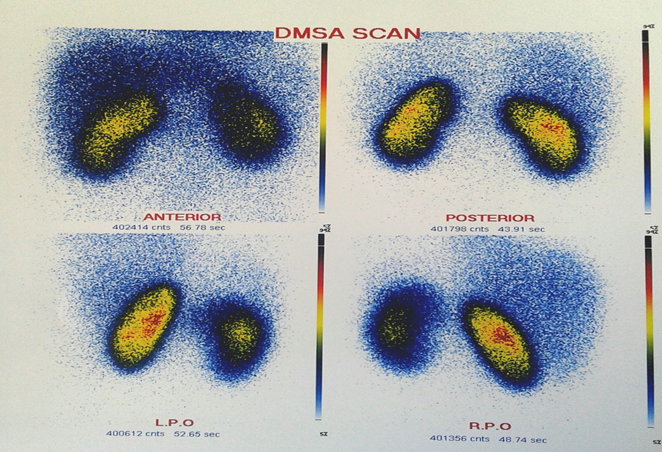 DMSA SCAN
ANTERIOR
402414 cnts 56.78 sec
POSTERIOR
401798 cnts 43.91 sec
L.P.O
400612 cnts 52.65 sec
R.P.O
401356 cnts 48.74 sec